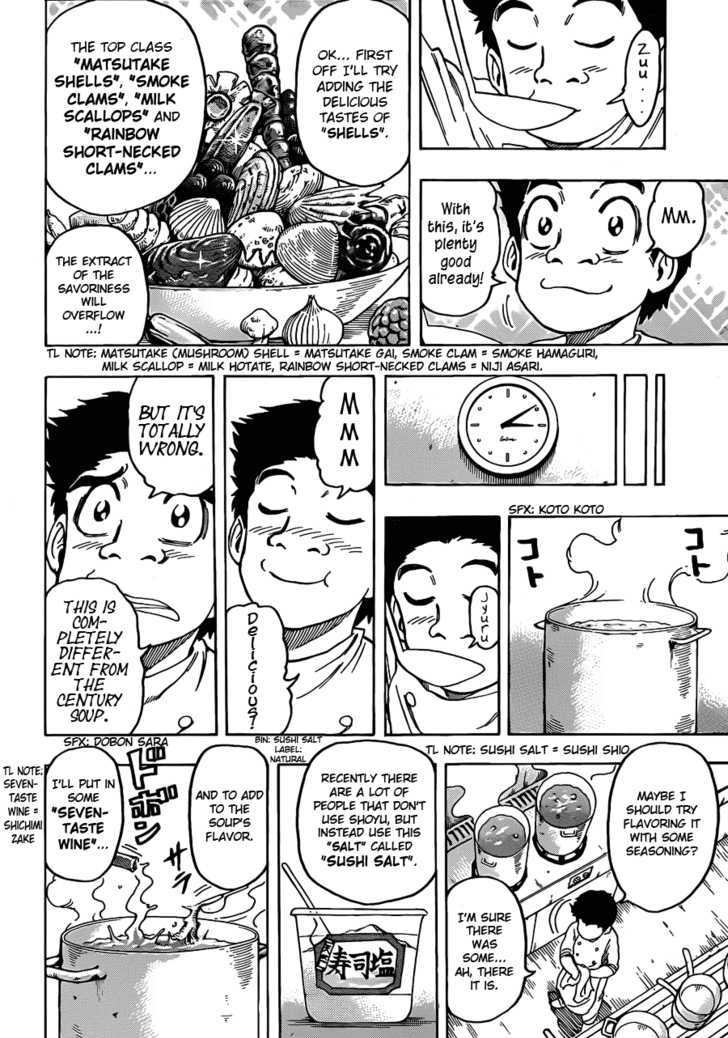 Zuu...
OK... FIRST
OFF I'LL TRY
ADDING THE
DELICIOUS
TASTES OF
"SHELLS".
THE TOP CLASS
"MATSUTAKE
SHELLS", "SMOKE
CLAMS", "MILK
SCALLOPS" AND
"RAINBOW
SHORT-NECKED
CLAMS"...
THE EXTRACT
OF THE
SAVORINESS
WILL
OVERFLOW
...!
MM.
With
this, it's
plenty
good
already!
TL NOTE: MATSUTAKE (MUSHROOM) SHELL = MATSUTAKE GAI, SMOKE CLAM = SMOKE HAMAGURI,
MILK SCALLOP = MILK HOTATE, RAINBOW SHORT-NECKED CLAMS = NIJI ASARI.
SFX: KOTO KOTO
コト
コト
Jyuru
MMM
Delicious?
BUT IT'S
TOTALLY
WRONG.
THIS IS
COM-
PLETELY
DIFFER-
ENT FROM
THE
CENTURY
SOUP.
TL NOTE: SUSHI SALT = SUSHI SHIO
MAYBE I
SHOULD TRY
FLAVORING
IT WITH
SOME
SEASONING?
I'M SURE
THERE
WAS
SOME...
AH, THERE
IT IS.
BIN: SUSHI SALT
LABEL:
NATURAL
RECENTLY THERE
ARE A LOT OF
PEOPLE THAT DON'T
USE SHOYU, BUT
INSTEAD USE THIS
"SALT" CALLED
"SUSHI SALT".
寿司塩
SFX: DOBON SARA
AND TO ADD
TO THE
SOUP'S
FLAVOR.
I'LL PUT IN
SOME
"SEVEN-
TASTE
WINE"...
ドボン
サラ
TL NOTE:
SEVEN-
TASTE
WINE =
SHICHIMI
ZAKE